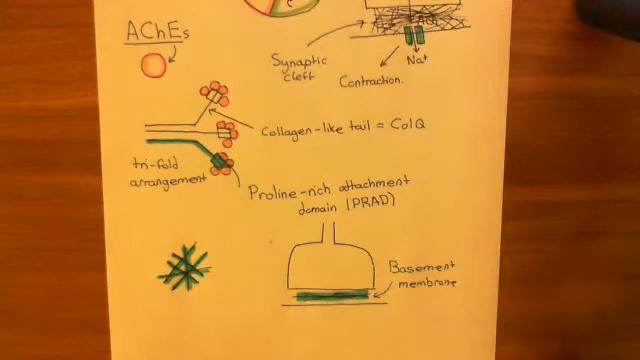 AChEs
Synaptic
cleft
Na+
Contraction.
Collagen-like tail = ColQ
tri-fold
arrangement
Proline-rich attachment
domain (PRAD)
Basement
membrane